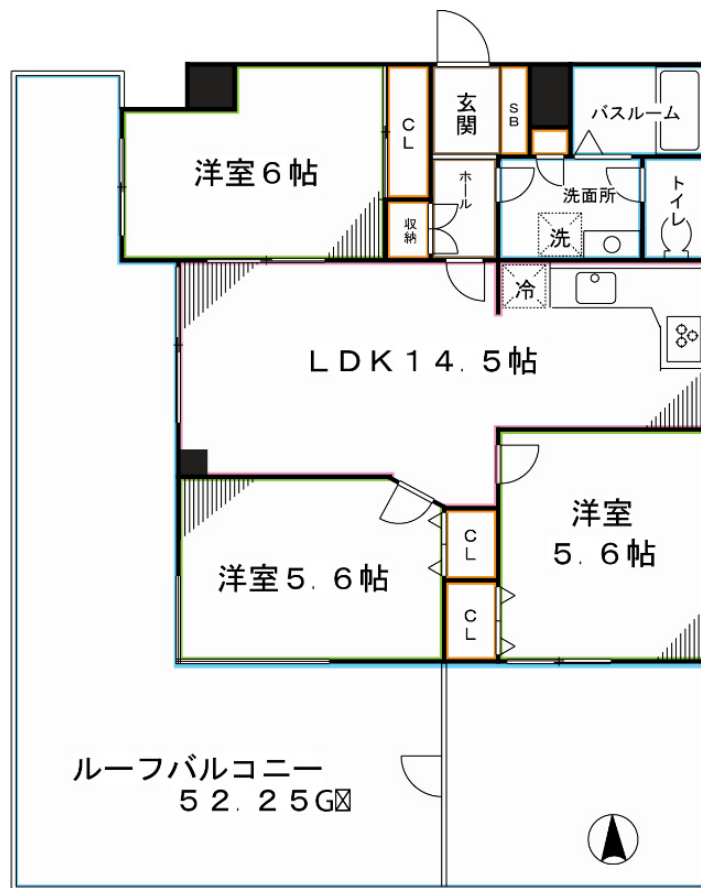 玄関
SB
バスルーム
CL
洋室6帖
ホール
洗面所
トイレ
収納
洗
冷
LDK14.5帖
洋室
5.6帖
洋室5.6帖
CL
CL
ルーフバルコニー
52.25G